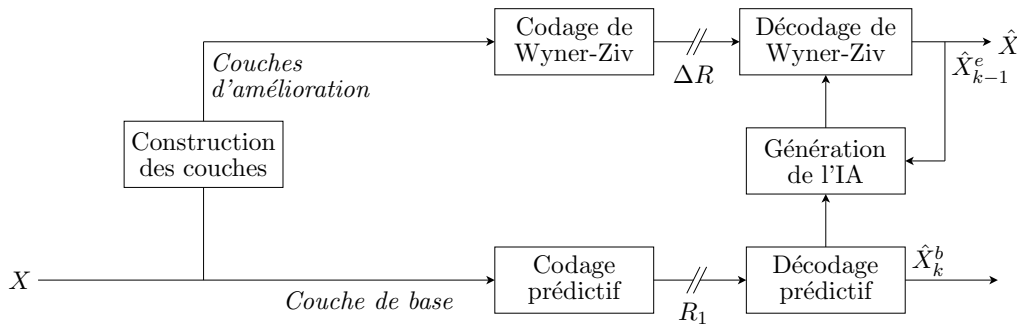 Codage de
Wyner-Ziv
Décodage de
Wyner-Ziv
X̂
Couches
d'amélioration
ΔR
X̂ᵉₖ₋₁
Construction
des couches
Génération
de l'IA
X
Couche de base
Codage
prédictif
R₁
Décodage
prédictif
X̂ᵇₖ